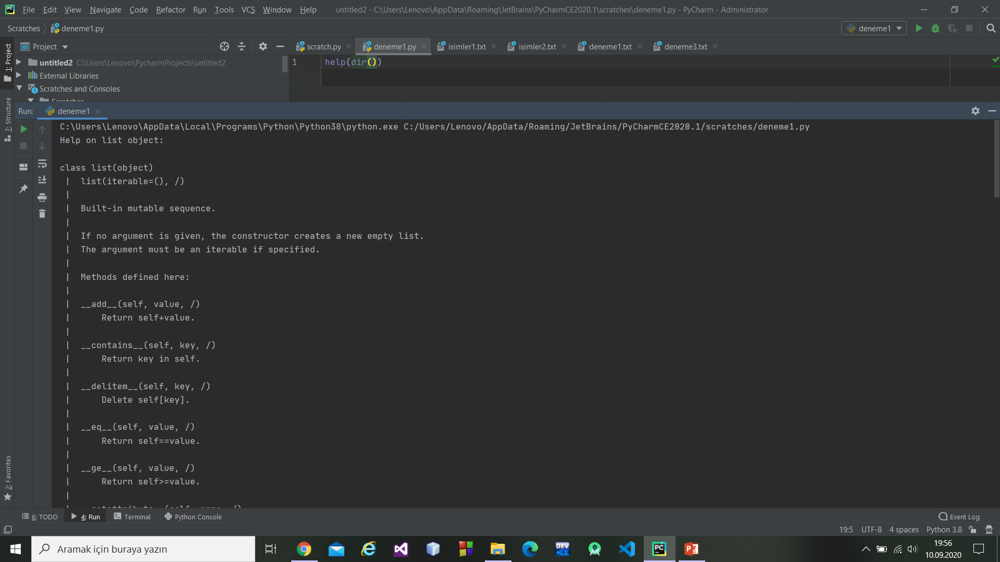 File Edit View Navigate Code Refactor Run Tools VCS Window Help untitled2 - C:\Users\Lenovo\AppData\Roaming\JetBrains\PyCharmCE2020.1\scratches\deneme1.py - PyCharm - Administrator
Scratches deneme1.py deneme1
1: Project
Project scratch.py deneme1.py isimler1.txt isimler2.txt deneme1.txt deneme3.txt
untitled2 C:\Users\Lenovo\PycharmProjects\untitled2
1 help(dir())
External Libraries
Scratches and Consoles
Scratches
7: Structure
Run: deneme1
C:\Users\Lenovo\AppData\Local\Programs\Python\Python38\python.exe C:/Users/Lenovo/AppData/Roaming/JetBrains/PyCharmCE2020.1/scratches/deneme1.py
Help on list object:
class list(object)
| list(iterable=(), /)
|
| Built-in mutable sequence.
|
| If no argument is given, the constructor creates a new empty list.
| The argument must be an iterable if specified.
|
| Methods defined here:
|
| __add__(self, value, /)
| Return self+value.
|
| __contains__(self, key, /)
| Return key in self.
|
| __delitem__(self, key, /)
| Delete self[key].
|
| __eq__(self, value, /)
| Return self==value.
|
| __ge__(self, value, /)
| Return self>=value.
|
| __getattribute__(self, name, /)
2: Favorites
6: TODO 4: Run Terminal Python Console Event Log
19:5 UTF-8 4 spaces Python 3.8
Aramak için buraya yazın
DEV C++
PC
19:56
10.09.2020